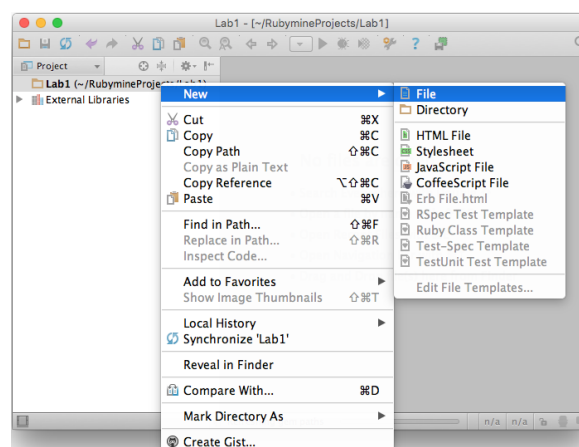 Lab1 - [~/RubymineProjects/Lab1]
Project
Lab1 (~/RubymineProjects/Lab1)
External Libraries
New
Cut ⌘X
Copy ⌘C
Copy Path ⇧⌘C
Copy as Plain Text
Copy Reference ⌥⇧⌘C
Paste ⌘V
Find in Path... ⇧⌘F
Replace in Path... ⇧⌘R
Inspect Code...
Add to Favorites
Show Image Thumbnails ⇧⌘T
Local History
Synchronize 'Lab1'
Reveal in Finder
Compare With... ⌘D
Mark Directory As
Create Gist...
File
Directory
HTML File
Stylesheet
JavaScript File
CoffeeScript File
Erb File.html
RSpec Test Template
Ruby Class Template
Test-Spec Template
TestUnit Test Template
Edit File Templates...
n/a n/a